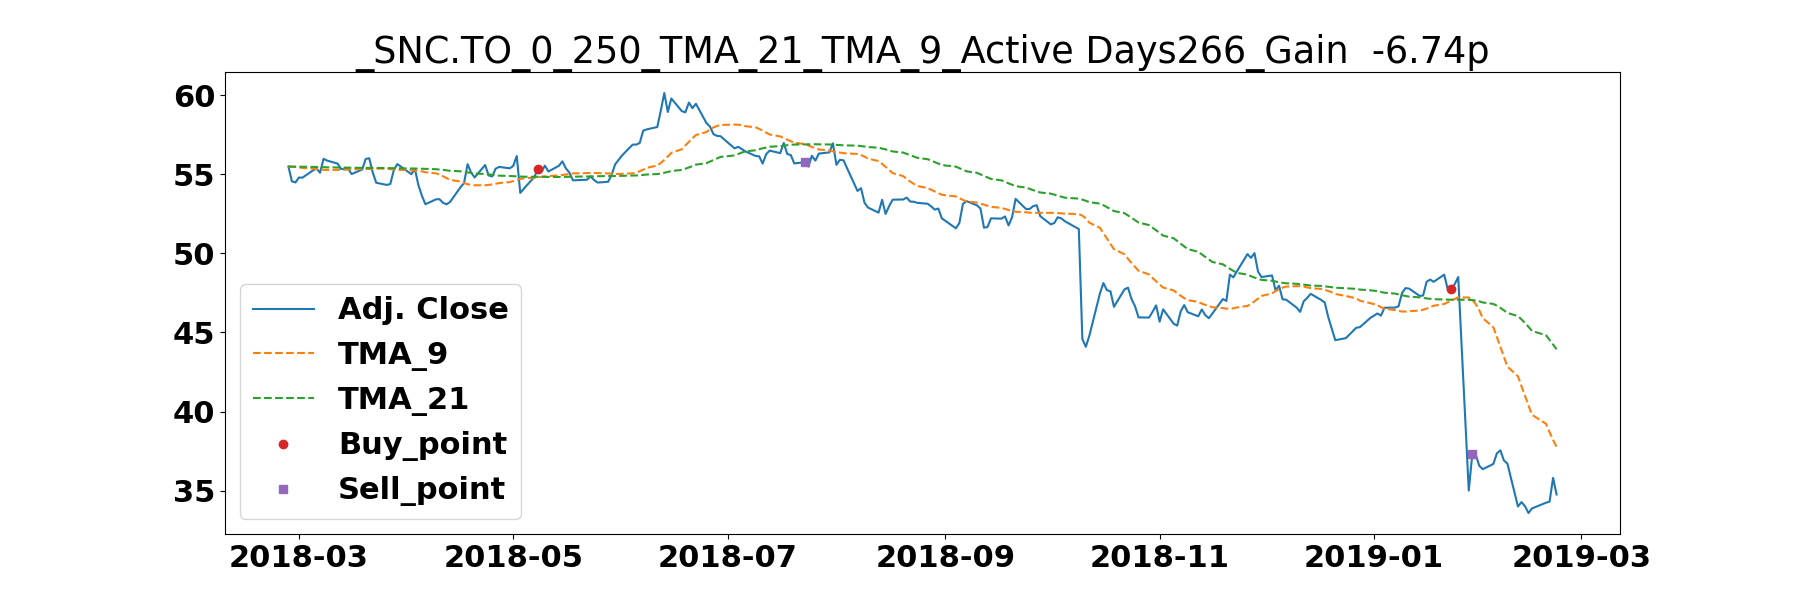 _SNC.TO_0_250_TMA_21_TMA_9_Active Days266_Gain  -6.74p
60
55
50
45
40
35
Adj. Close
TMA_9
TMA_21
Buy_point
Sell_point
2018-03 2018-05 2018-07 2018-09 2018-11 2019-01 2019-03